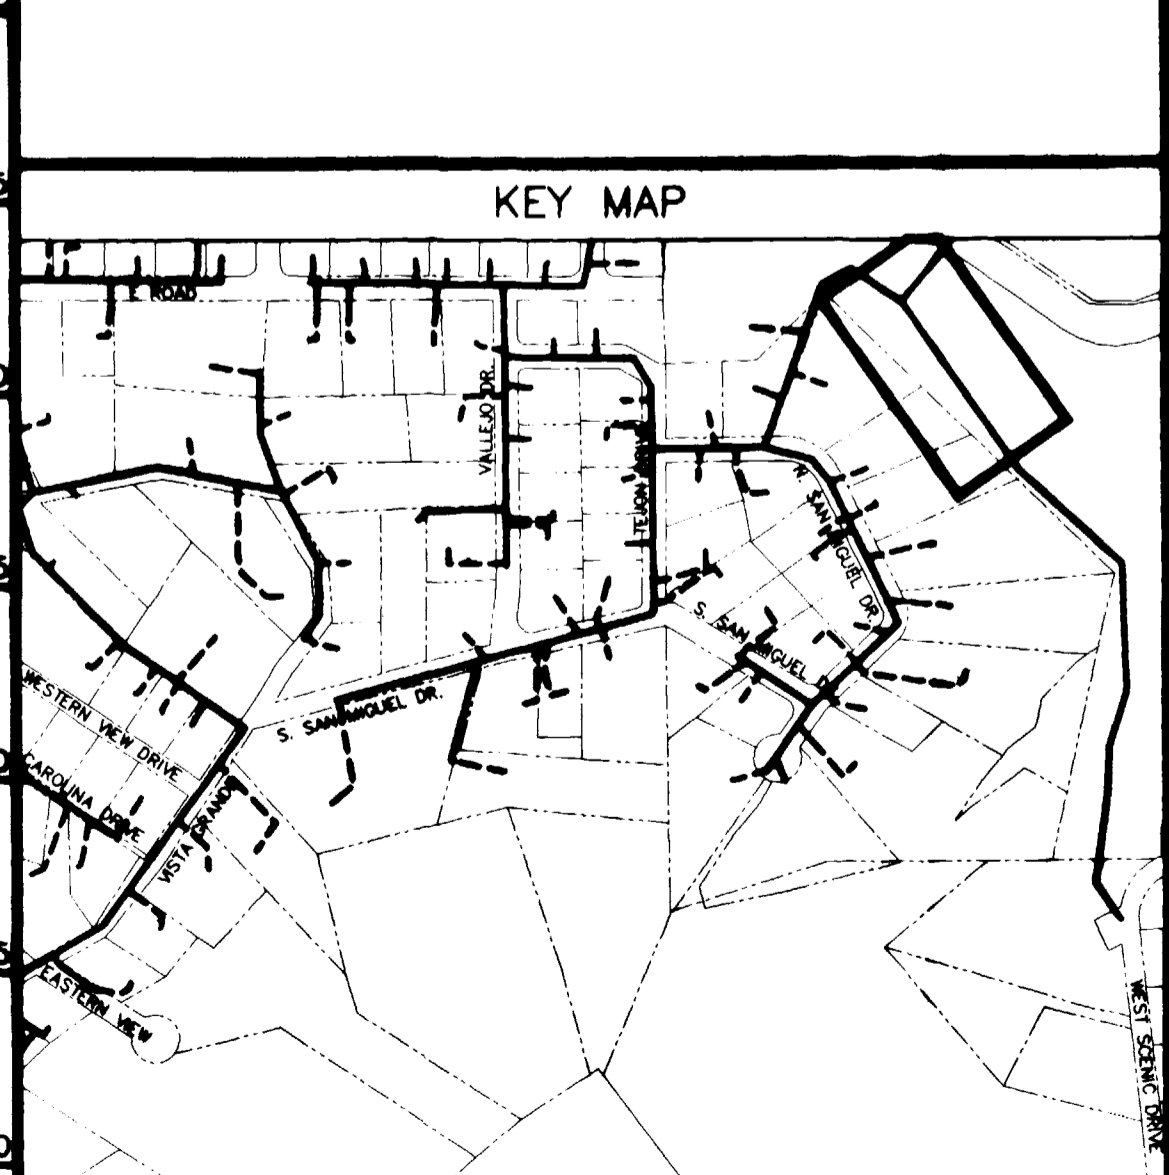 KEY MAP
E ROAD
VALLEJO DR.
TEJON DRIVE
N. SAN MIGUEL DR.
S. SAN MIGUEL DR.
S. SAN MIGUEL DR.
WESTERN VIEW DRIVE
CAROLINA DRIVE
VISTA GRANDE
EASTERN VIEW
WEST SCENIC DRIVE